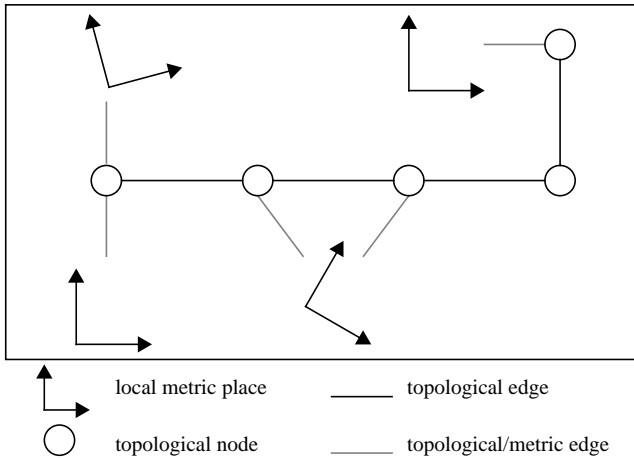 local metric place
topological edge
topological node
topological/metric edge